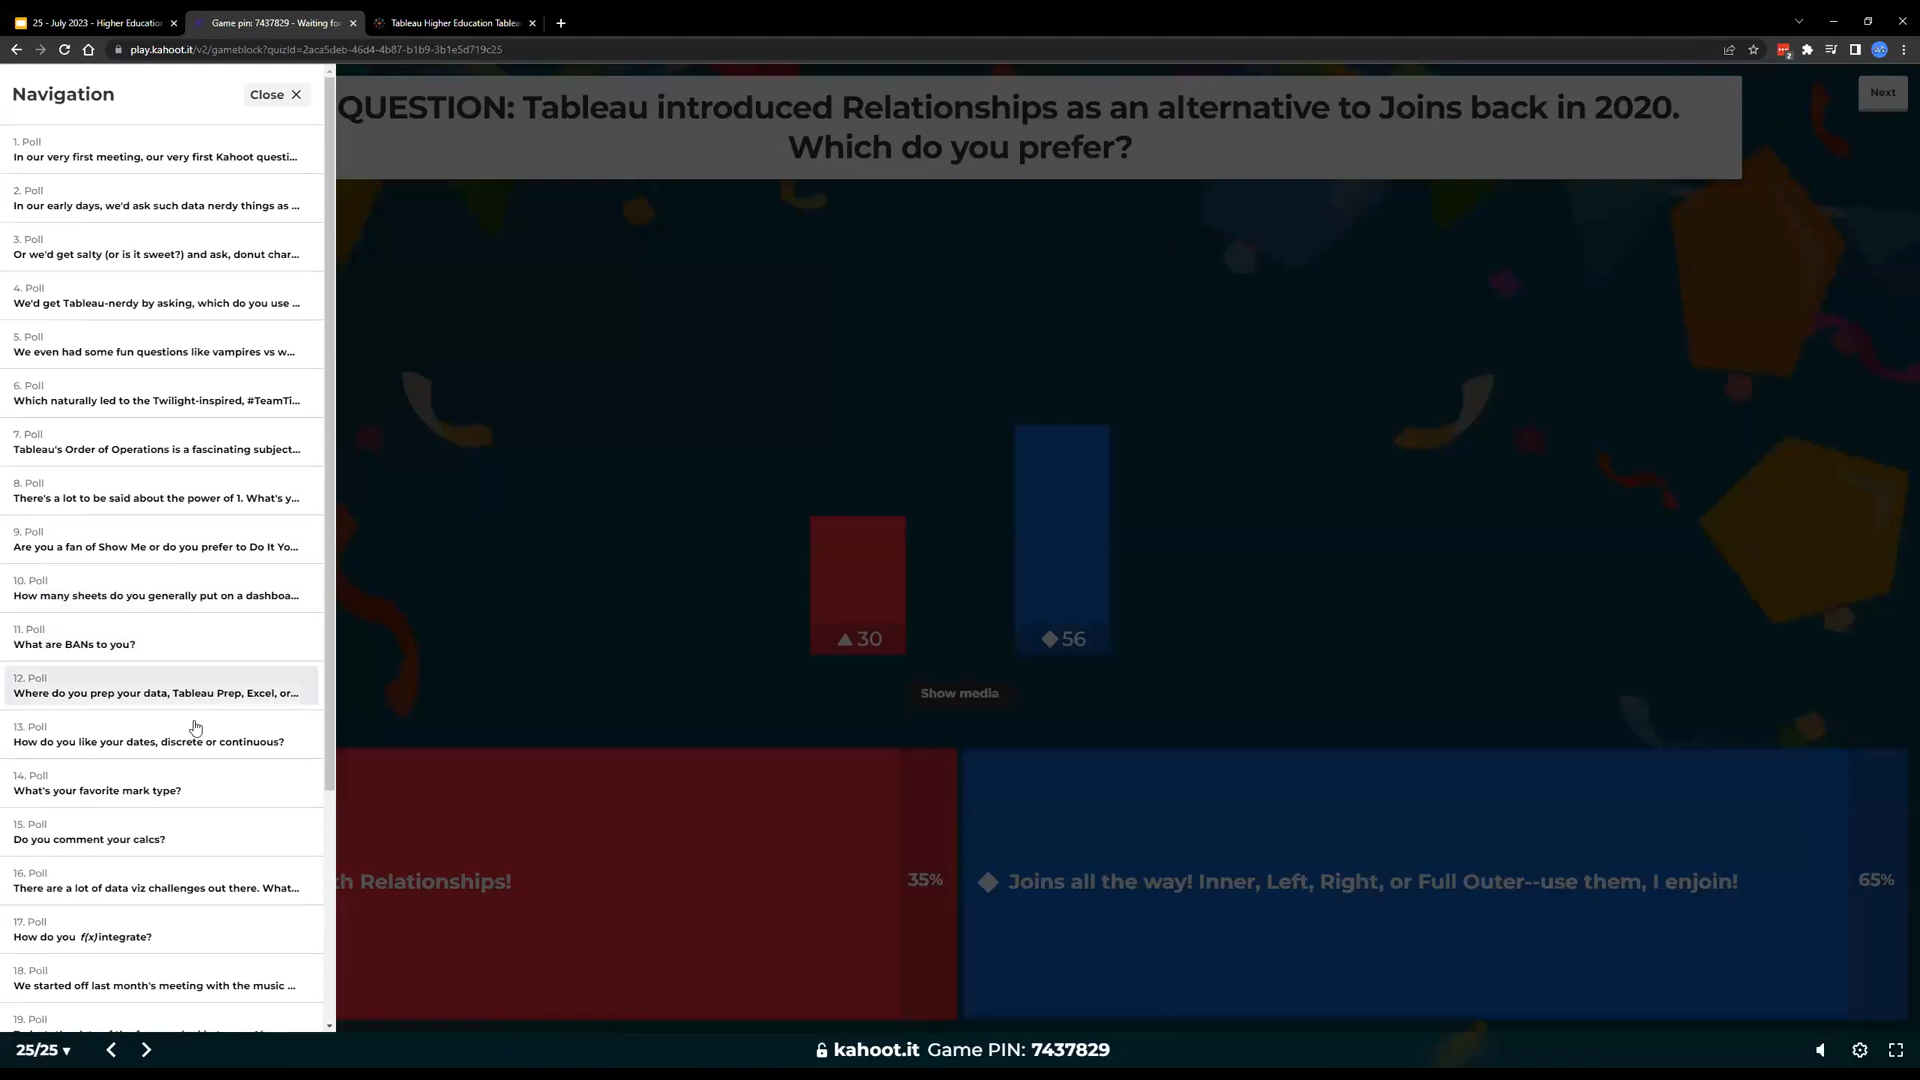 25 - July 2023 - Higher Education
Game pin: 7437829 - Waiting for
Tableau Higher Education Tablea
play.kahoot.it/v2/gameblock?quizId=2aca5deb-46d4-4b87-b1b9-3b1e5d719c25
2
Navigation
Close
1. Poll
In our very first meeting, our very first Kahoot questi...
2. Poll
In our early days, we'd ask such data nerdy things as ...
3. Poll
Or we'd get salty (or is it sweet?) and ask, donut char...
4. Poll
We'd get Tableau-nerdy by asking, which do you use ...
5. Poll
We even had some fun questions like vampires vs w...
6. Poll
Which naturally led to the Twilight-inspired, #TeamTi...
7. Poll
Tableau's Order of Operations is a fascinating subject...
8. Poll
There's a lot to be said about the power of 1. What's y...
9. Poll
Are you a fan of Show Me or do you prefer to Do It Yo...
10. Poll
How many sheets do you generally put on a dashboa...
11. Poll
What are BANs to you?
12. Poll
Where do you prep your data, Tableau Prep, Excel, or...
13. Poll
How do you like your dates, discrete or continuous?
14. Poll
What's your favorite mark type?
15. Poll
Do you comment your calcs?
16. Poll
There are a lot of data viz challenges out there. What...
17. Poll
How do you f(x)integrate?
18. Poll
We started off last month's meeting with the music ...
19. Poll
QUESTION: Tableau introduced Relationships as an alternative to Joins back in 2020.
Which do you prefer?
Next
30
56
Show media
th Relationships!
35%
Joins all the way! Inner, Left, Right, or Full Outer--use them, I enjoin!
65%
25/25
kahoot.it Game PIN: 7437829